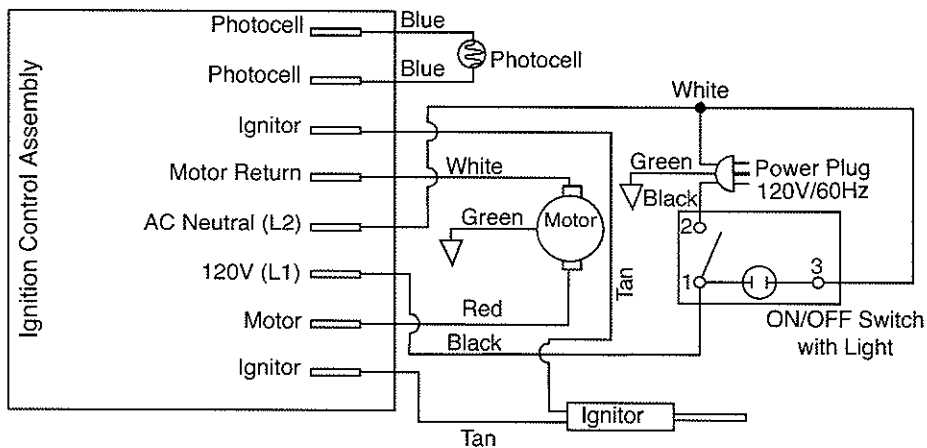 Ignition Control Assembly
Photocell
Blue
Photocell
Photocell
Blue
Ignitor
White
Motor Return
White
Green
Power Plug
120V/60Hz
Black
AC Neutral (L2)
Green
Motor
2
120V (L1)
1
3
Tan
Motor
Red
ON/OFF Switch
with Light
Black
Ignitor
Ignitor
Tan